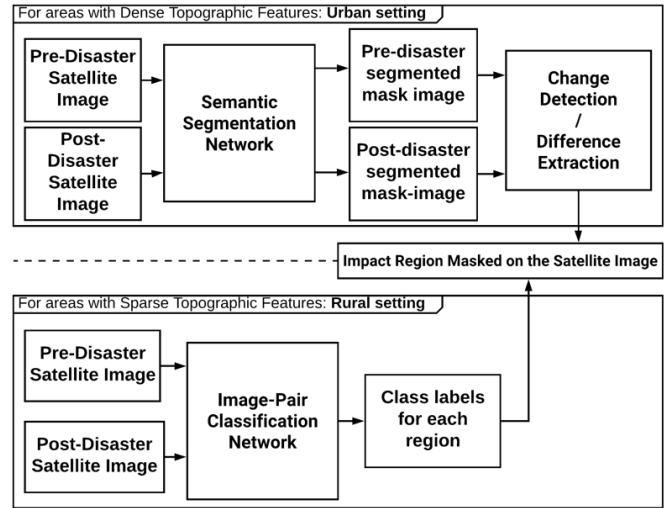 For areas with Dense Topographic Features: Urban setting
Pre-Disaster
Satellite
Image
Post-
Disaster
Satellite
Image
Semantic
Segmentation
Network
Pre-disaster
segmented
mask image
Post-disaster
segmented
mask-image
Change
Detection
/
Difference
Extraction
Impact Region Masked on the Satellite Image
For areas with Sparse Topographic Features: Rural setting
Pre-Disaster
Satellite Image
Post-Disaster
Satellite Image
Image-Pair
Classification
Network
Class labels
for each
region